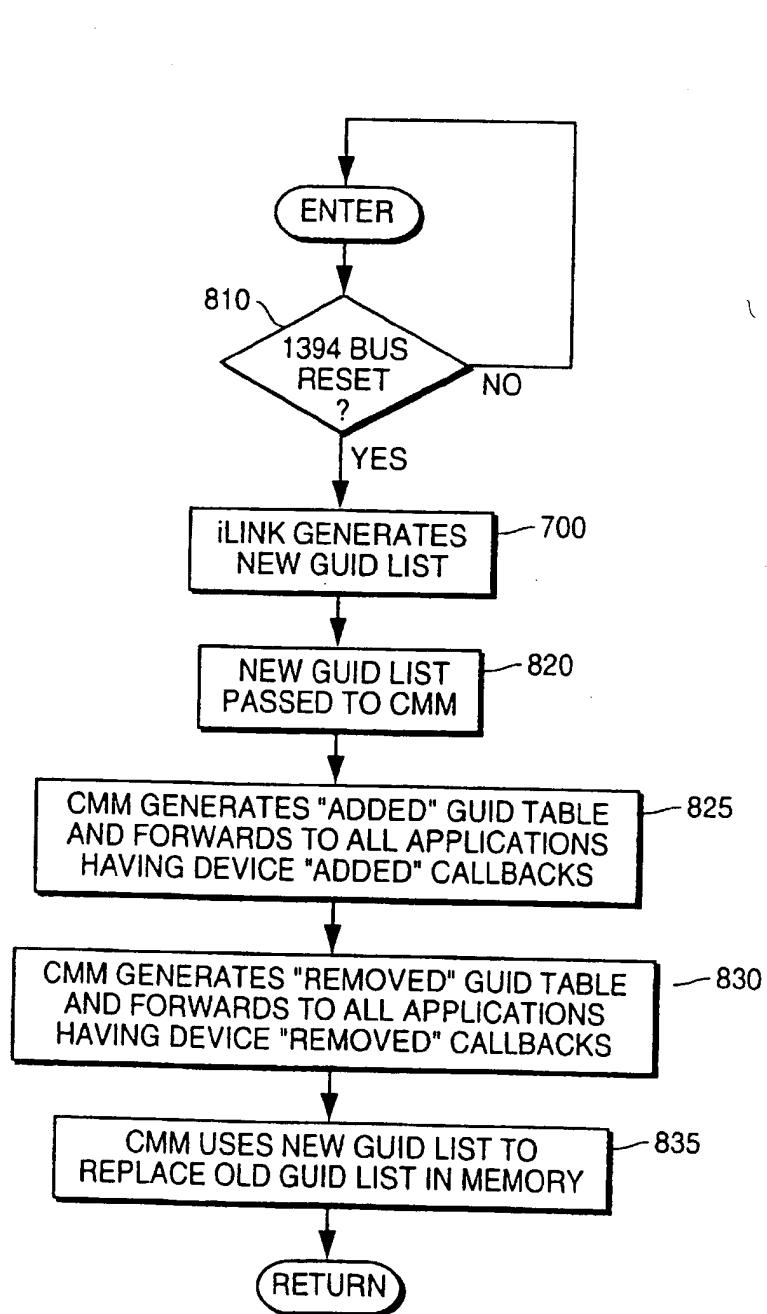 ENTER
810
1394 BUS
RESET
?
NO
YES
iLINK GENERATES
NEW GUID LIST
700
NEW GUID LIST
PASSED TO CMM
820
CMM GENERATES "ADDED" GUID TABLE
AND FORWARDS TO ALL APPLICATIONS
HAVING DEVICE "ADDED" CALLBACKS
825
CMM GENERATES "REMOVED" GUID TABLE
AND FORWARDS TO ALL APPLICATIONS
HAVING DEVICE "REMOVED" CALLBACKS
830
CMM USES NEW GUID LIST TO
REPLACE OLD GUID LIST IN MEMORY
835
RETURN